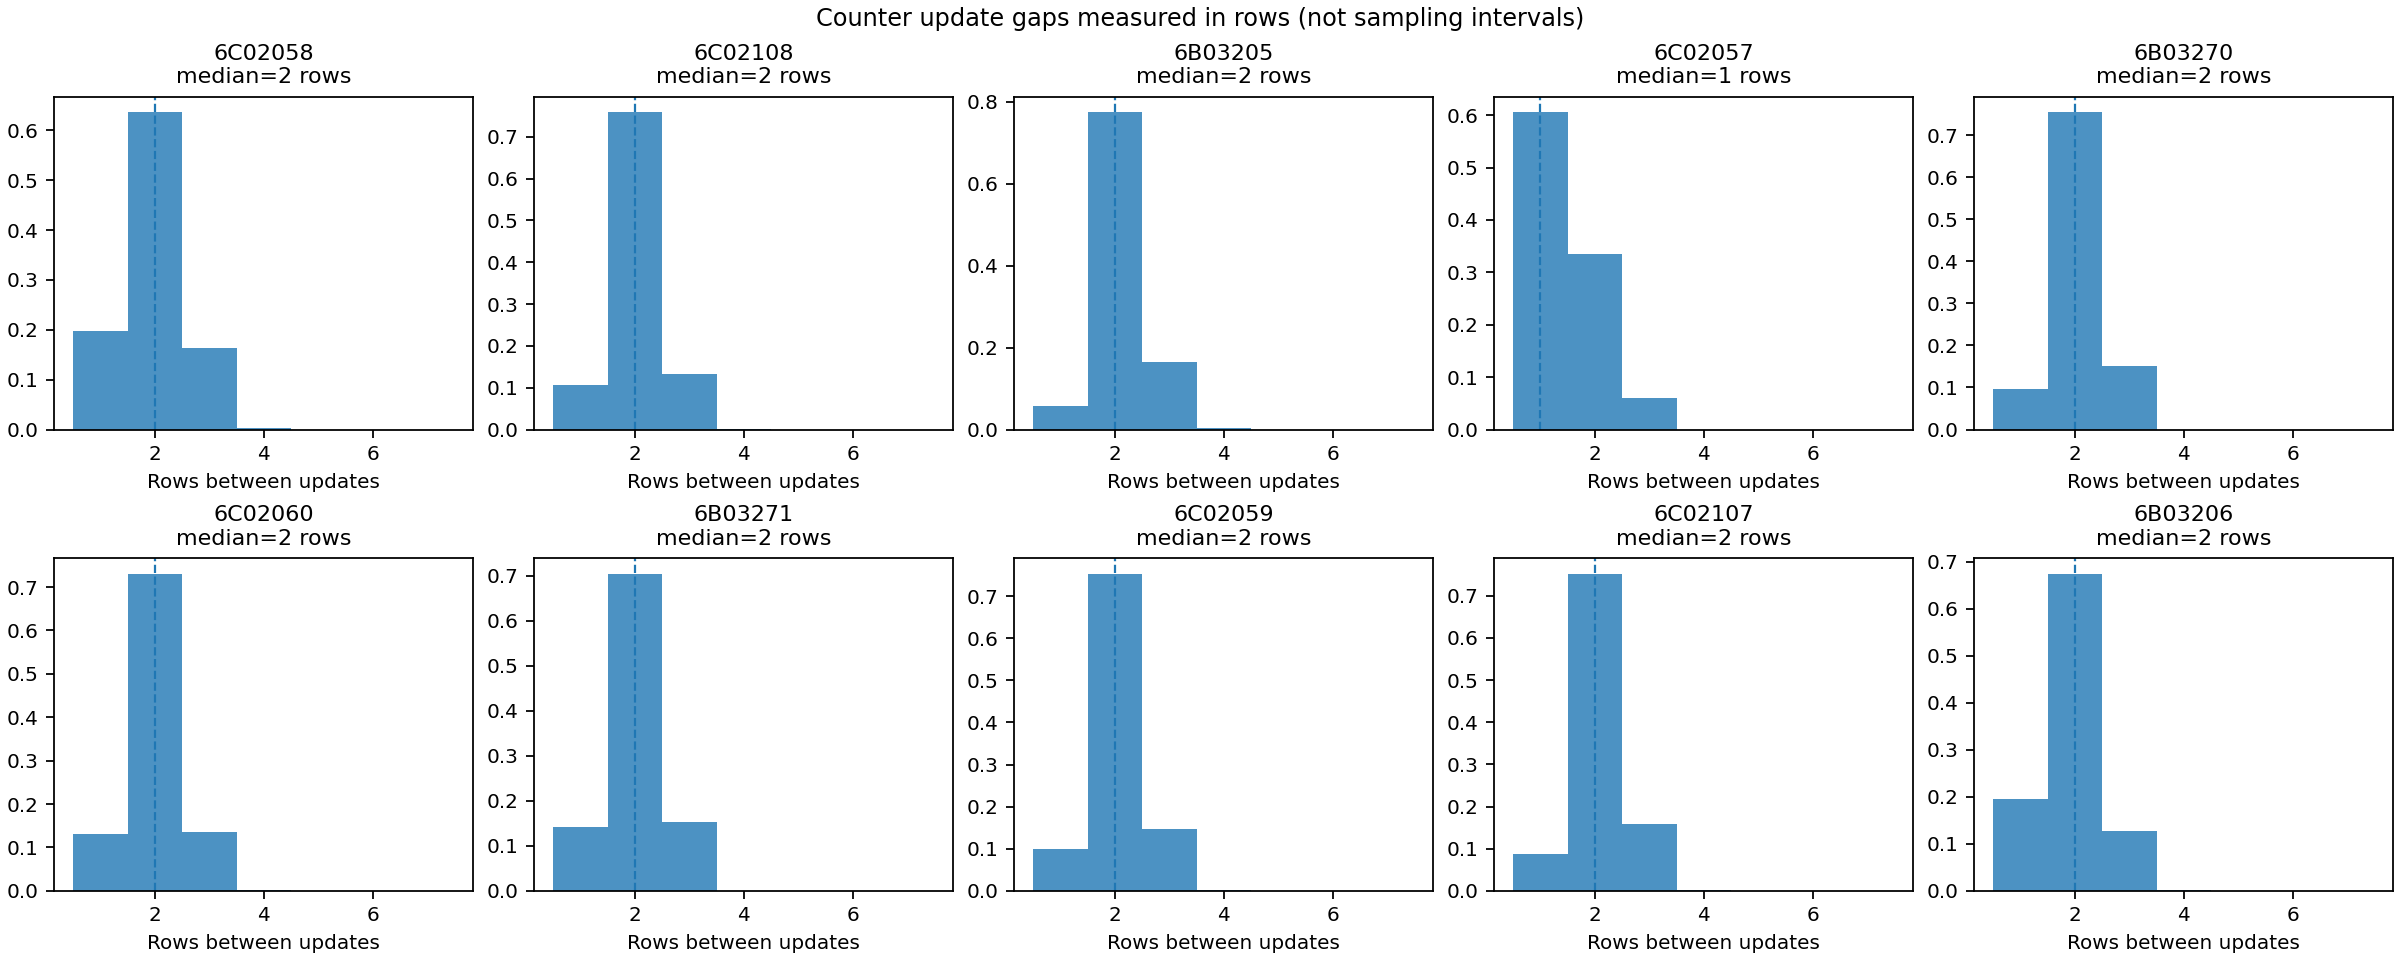 Counter update gaps measured in rows (not sampling intervals)
6C02058
median=2 rows
0.6
0.5
0.4
0.3
0.2
0.1
0.0
2 4 6
Rows between updates
6C02108
median=2 rows
0.7
0.6
0.5
0.4
0.3
0.2
0.1
0.0
2 4 6
Rows between updates
6B03205
median=2 rows
0.8
0.6
0.4
0.2
0.0
2 4 6
Rows between updates
6C02057
median=1 rows
0.6
0.5
0.4
0.3
0.2
0.1
0.0
2 4 6
Rows between updates
6B03270
median=2 rows
0.7
0.6
0.5
0.4
0.3
0.2
0.1
0.0
2 4 6
Rows between updates
6C02060
median=2 rows
0.7
0.6
0.5
0.4
0.3
0.2
0.1
0.0
2 4 6
Rows between updates
6B03271
median=2 rows
0.7
0.6
0.5
0.4
0.3
0.2
0.1
0.0
2 4 6
Rows between updates
6C02059
median=2 rows
0.7
0.6
0.5
0.4
0.3
0.2
0.1
0.0
2 4 6
Rows between updates
6C02107
median=2 rows
0.7
0.6
0.5
0.4
0.3
0.2
0.1
0.0
2 4 6
Rows between updates
6B03206
median=2 rows
0.7
0.6
0.5
0.4
0.3
0.2
0.1
0.0
2 4 6
Rows between updates